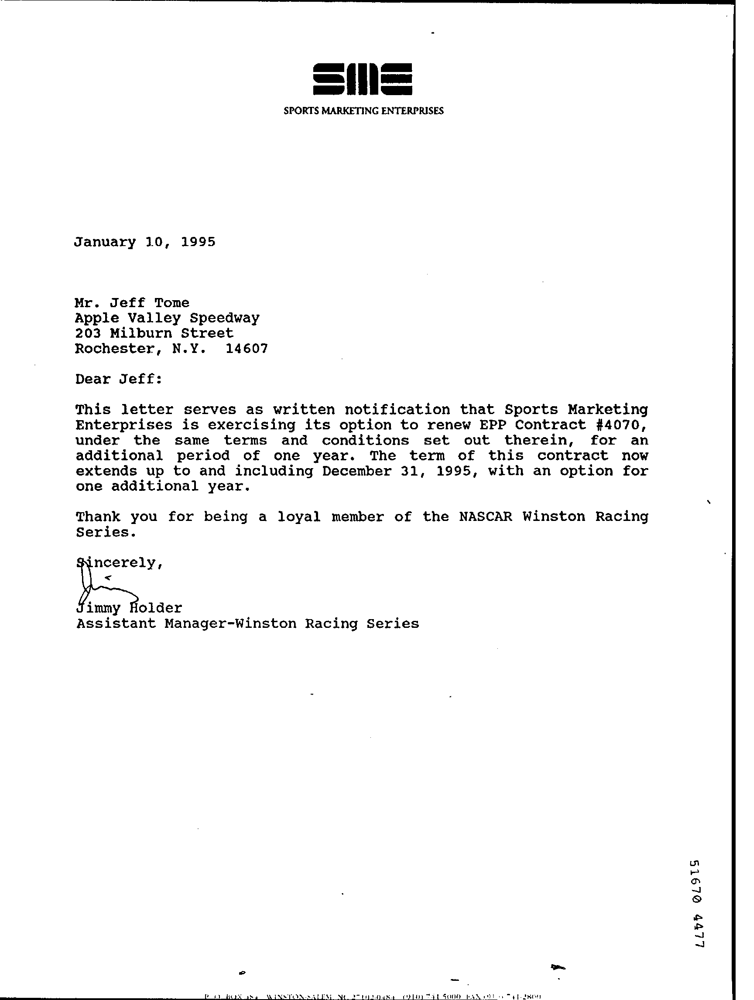 SME
SPORTS MARKETING ENTERPRISES
January 10, 1995
Mr. Jeff Tome
Apple Valley Speedway
203 Milburn Street
Rochester, N.Y. 14607
Dear Jeff:
This letter serves as written notification that Sports Marketing
Enterprises is exercising its option to renew EPP Contract #4070,
under the same terms and conditions set out therein, for an
additional period of one year. The term of this contract now
extends up to and including December 31, 1995, with an option for
one additional year.
Thank you for being a loyal member of the NASCAR Winston Racing
Series.
Sincerely,
Jimmy Holder
Assistant Manager-Winston Racing Series
51670 4477
P.O. BOX WINSTON-SALEM, NC